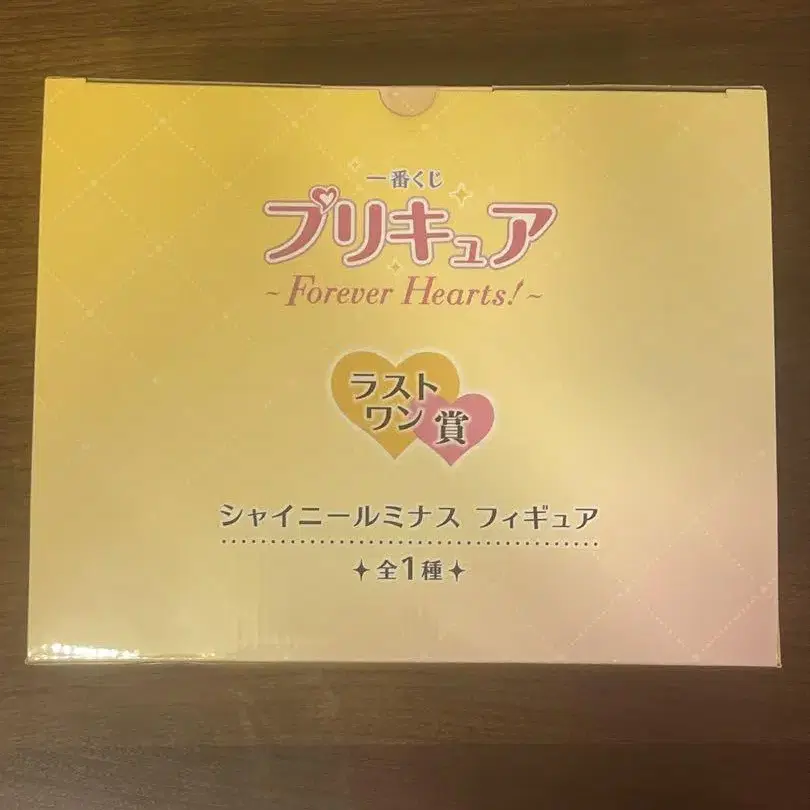 一番くじ
プリキュア
~Forever Hearts!~
ラスト
ワン賞
シャイニールミナス フィギュア
全1種